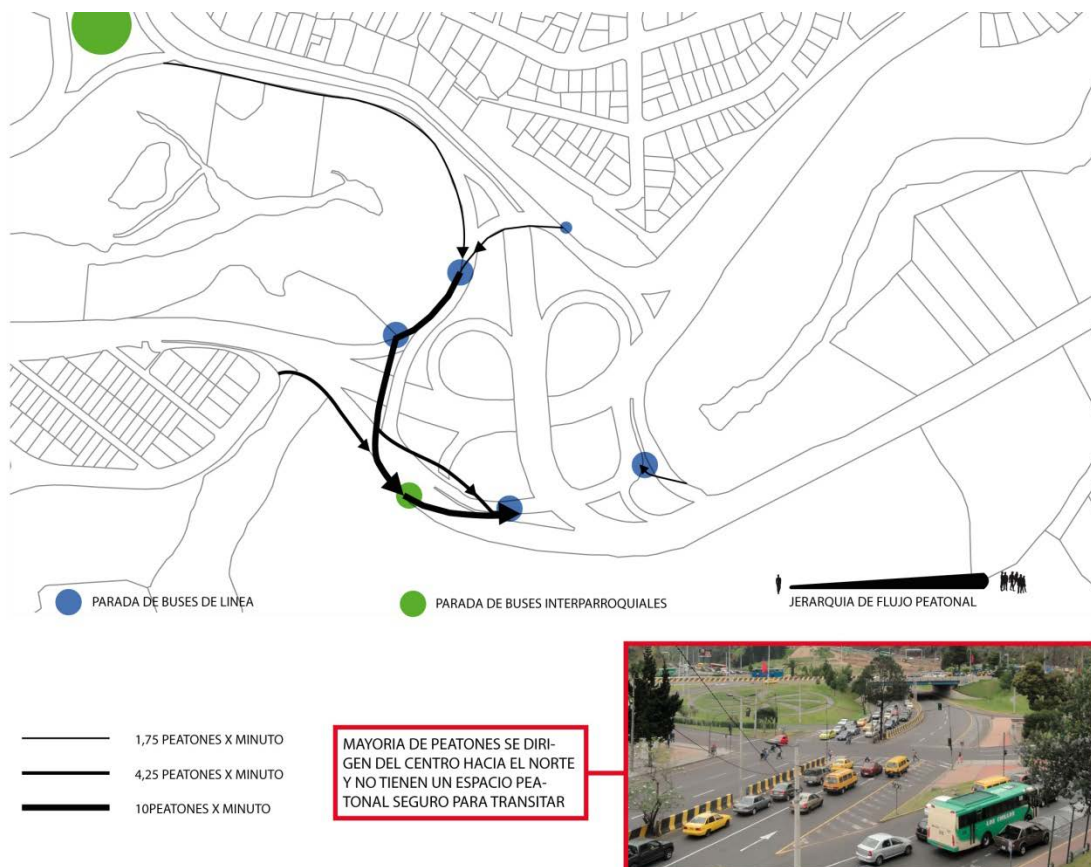 PARADA DE BUSES DE LINEA
PARADA DE BUSES INTERPARROQUIALES
JERARQUIA DE FLUJO PEATONAL
1,75 PEATONES X MINUTO
4,25 PEATONES X MINUTO
10PEATONES X MINUTO
MAYORIA DE PEATONES SE DIRI-
GEN DEL CENTRO HACIA EL NORTE
Y NO TIENEN UN ESPACIO PEA-
TONAL SEGURO PARA TRANSITAR